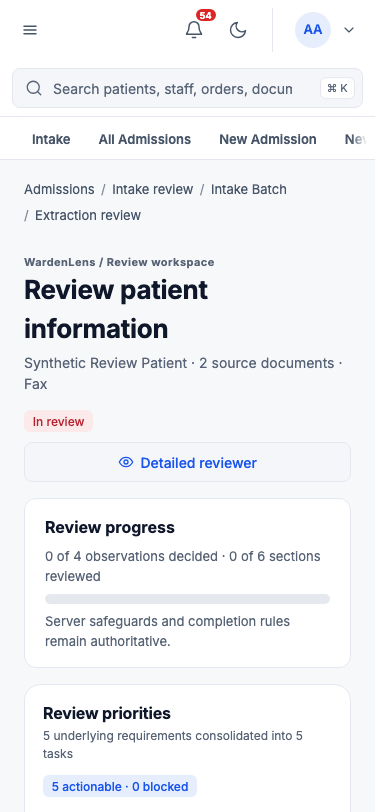 54
AA
Search patients, staff, orders, docum
⌘ K
Intake All Admissions New Admission Nev
Admissions / Intake review / Intake Batch
/ Extraction review
WardenLens / Review workspace
Review patient
information
Synthetic Review Patient · 2 source documents ·
Fax
In review
Detailed reviewer
Review progress
0 of 4 observations decided · 0 of 6 sections
reviewed
Server safeguards and completion rules
remain authoritative.
Review priorities
5 underlying requirements consolidated into 5
tasks
5 actionable · 0 blocked